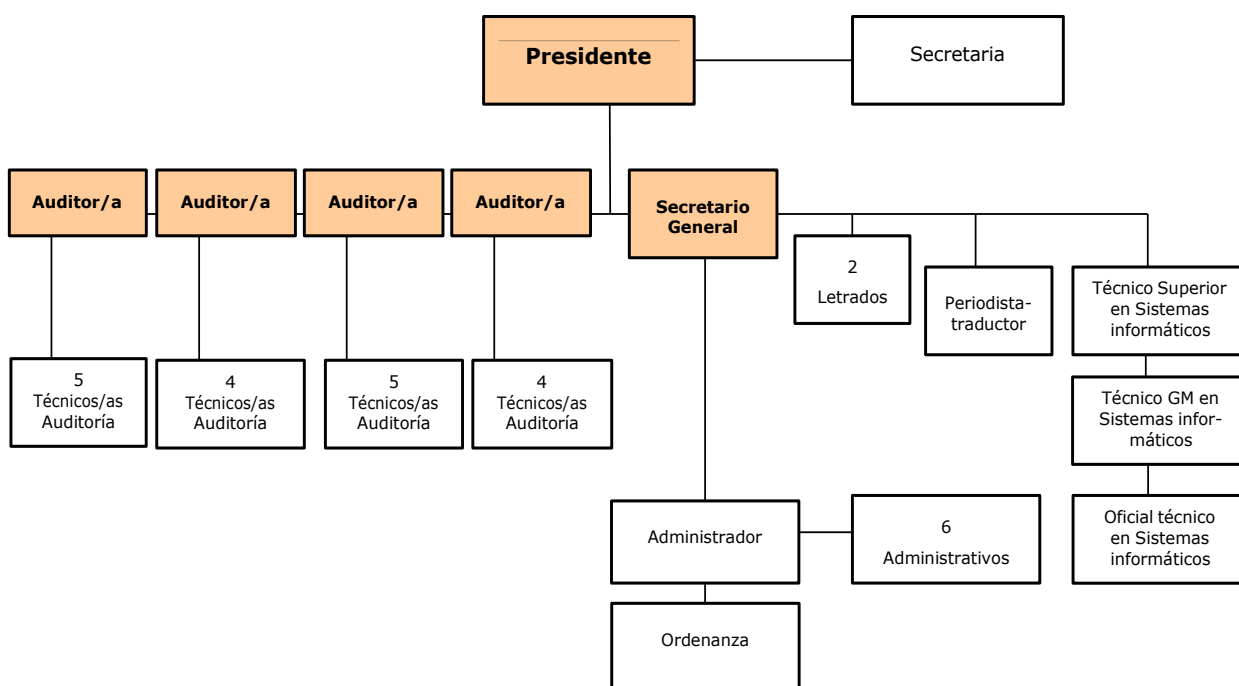 Presidente
Secretaria
Auditor/a
Auditor/a
Auditor/a
Auditor/a
Secretario
General
2
Letrados
Periodista-
traductor
Técnico Superior
en Sistemas
informáticos
5
Técnicos/as
Auditoría
4
Técnicos/as
Auditoría
5
Técnicos/as
Auditoría
4
Técnicos/as
Auditoría
Técnico GM en
Sistemas infor-
máticos
Administrador
6
Administrativos
Oficial técnico
en Sistemas
informáticos
Ordenanza